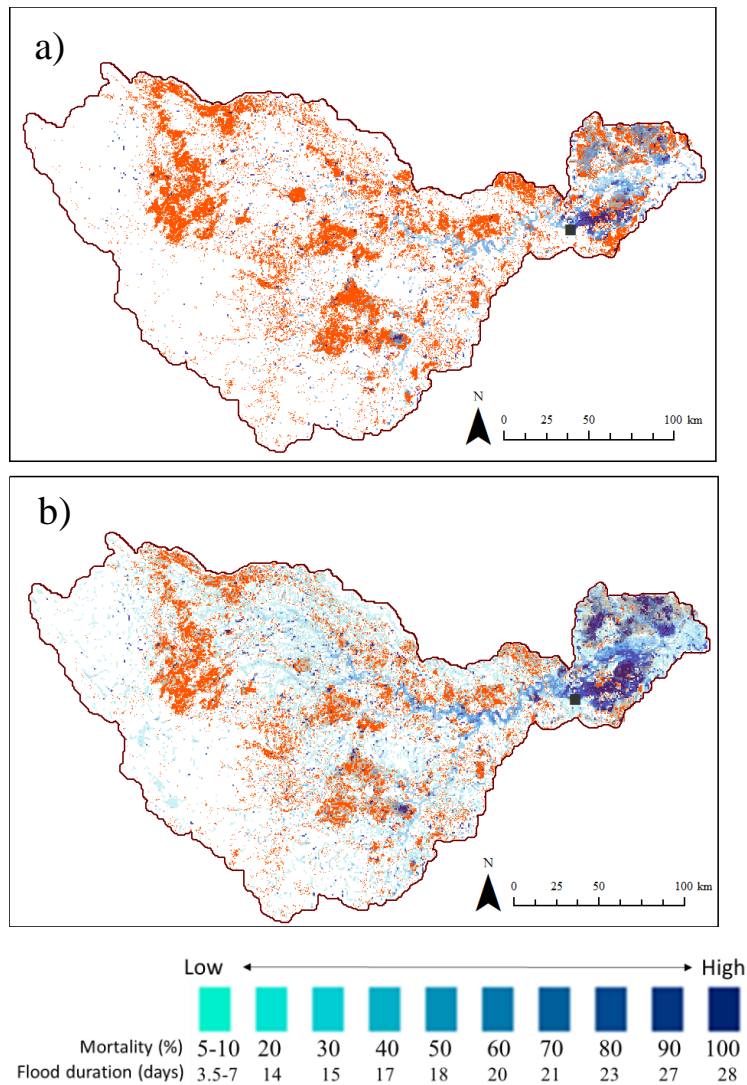 a)
N
0 25 50 100 km
b)
N
0 25 50 100 km
Low High
Mortality (%) 5-10 20 30 40 50 60 70 80 90 100
Flood duration (days) 3.5-7 14 15 17 18 20 21 23 27 28